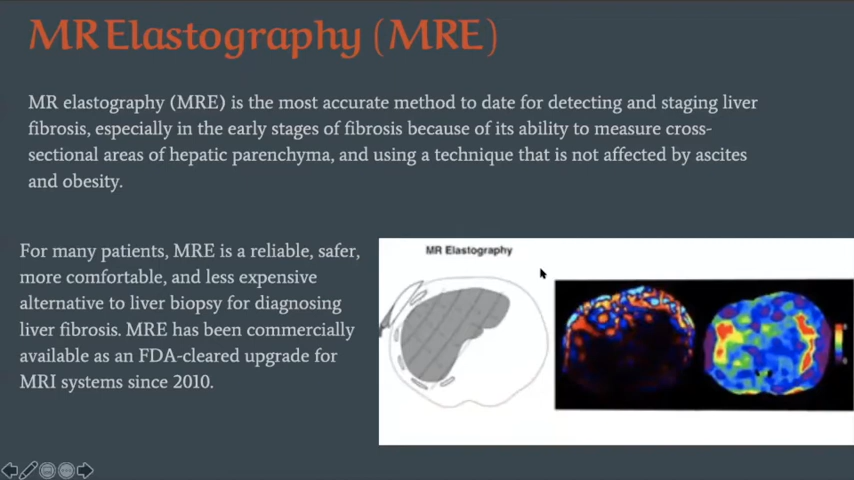 MR Elastography (MRE)
MR elastography (MRE) is the most accurate method to date for detecting and staging liver
fibrosis, especially in the early stages of fibrosis because of its ability to measure cross-
sectional areas of hepatic parenchyma, and using a technique that is not affected by ascites
and obesity.
For many patients, MRE is a reliable, safer,
more comfortable, and less expensive
alternative to liver biopsy for diagnosing
liver fibrosis. MRE has been commercially
available as an FDA-cleared upgrade for
MRI systems since 2010.
MR Elastography